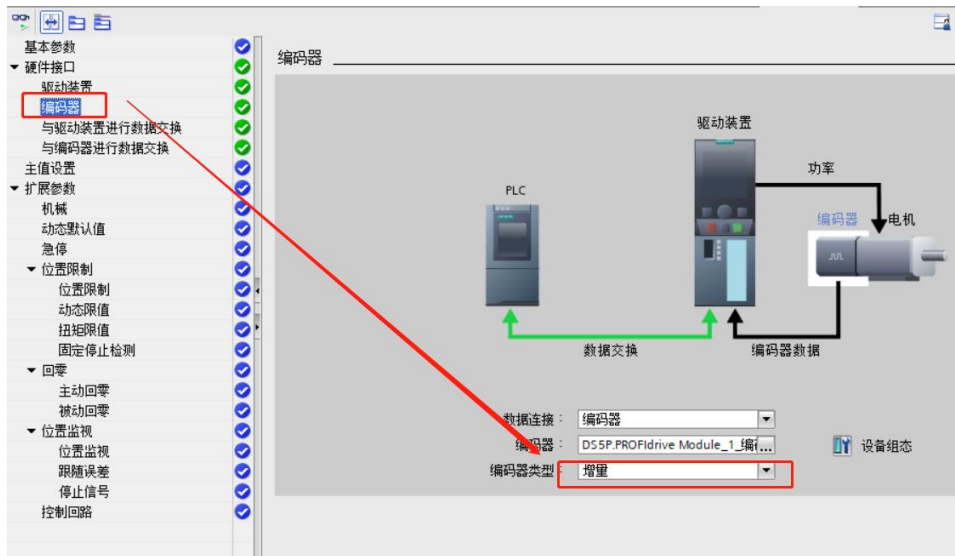 基本参数
硬件接口
驱动装置
编码器
与驱动装置进行数据交换
与编码器进行数据交换
主值设置
扩展参数
机械
动态默认值
急停
位置限制
位置限制
动态限值
扭矩限值
固定停止检测
回零
主动回零
被动回零
位置监视
位置监视
跟随误差
停止信号
控制回路
编码器
驱动装置
功率
PLC
编码器
电机
数据交换
编码器数据
数据连接：
编码器
编码器：
DS5P.PROFIdrive Module_1_编...
设备组态
编码器类型：
增量